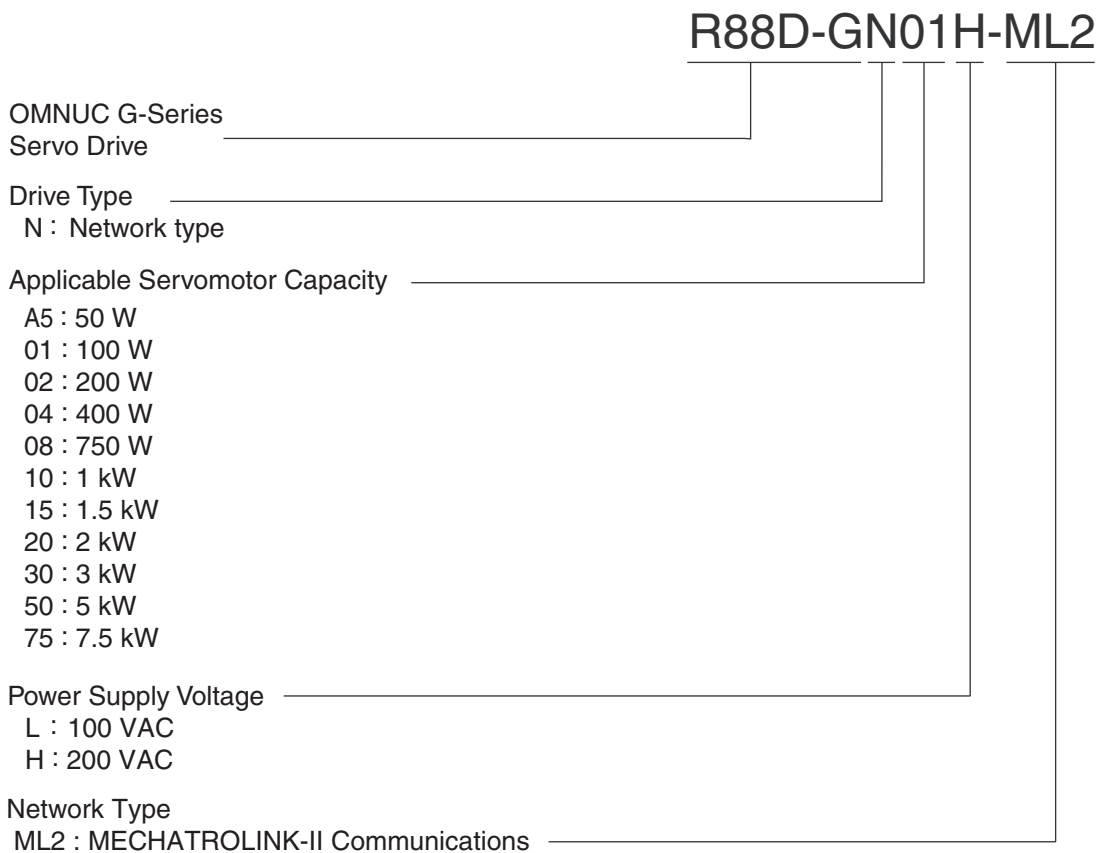 R88D-GN01H-ML2
OMNUC G-Series
Servo Drive
Drive Type
N : Network type
Applicable Servomotor Capacity
A5 : 50 W
01 : 100 W
02 : 200 W
04 : 400 W
08 : 750 W
10 : 1 kW
15 : 1.5 kW
20 : 2 kW
30 : 3 kW
50 : 5 kW
75 : 7.5 kW
Power Supply Voltage
L : 100 VAC
H : 200 VAC
Network Type
ML2 : MECHATROLINK-II Communications